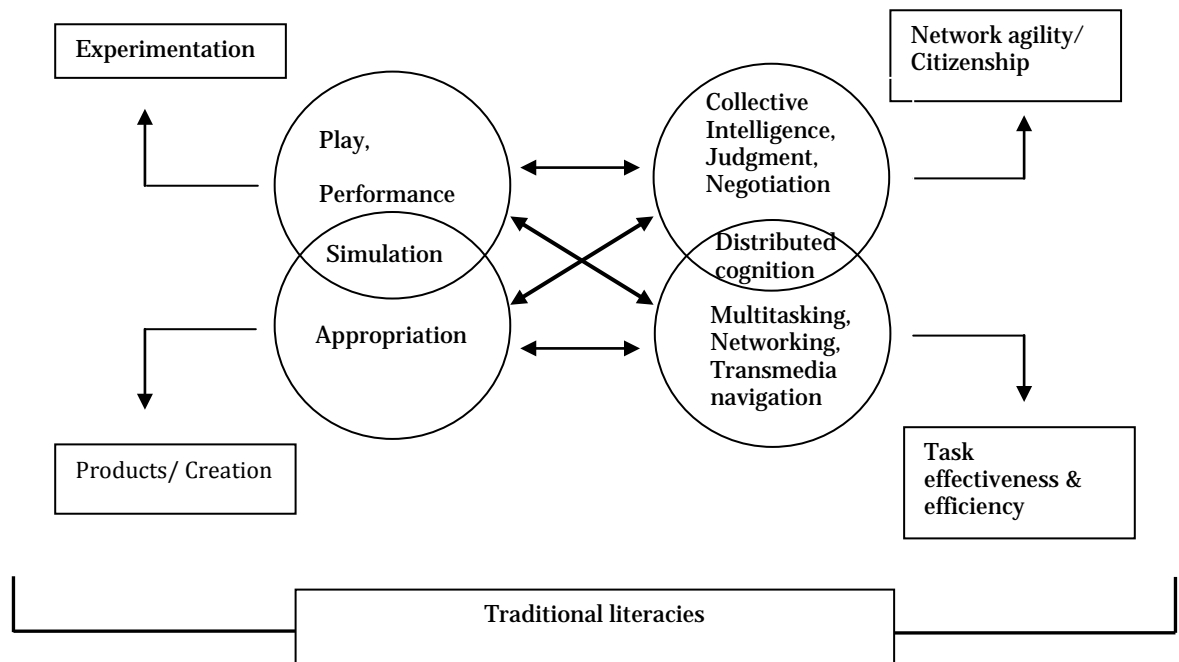 Experimentation
Network agility/
Citizenship
Play,
Performance
Simulation
Appropriation
Collective
Intelligence,
Judgment,
Negotiation
Distributed
cognition
Multitasking,
Networking,
Transmedia
navigation
Products/ Creation
Task
effectiveness &
efficiency
Traditional literacies